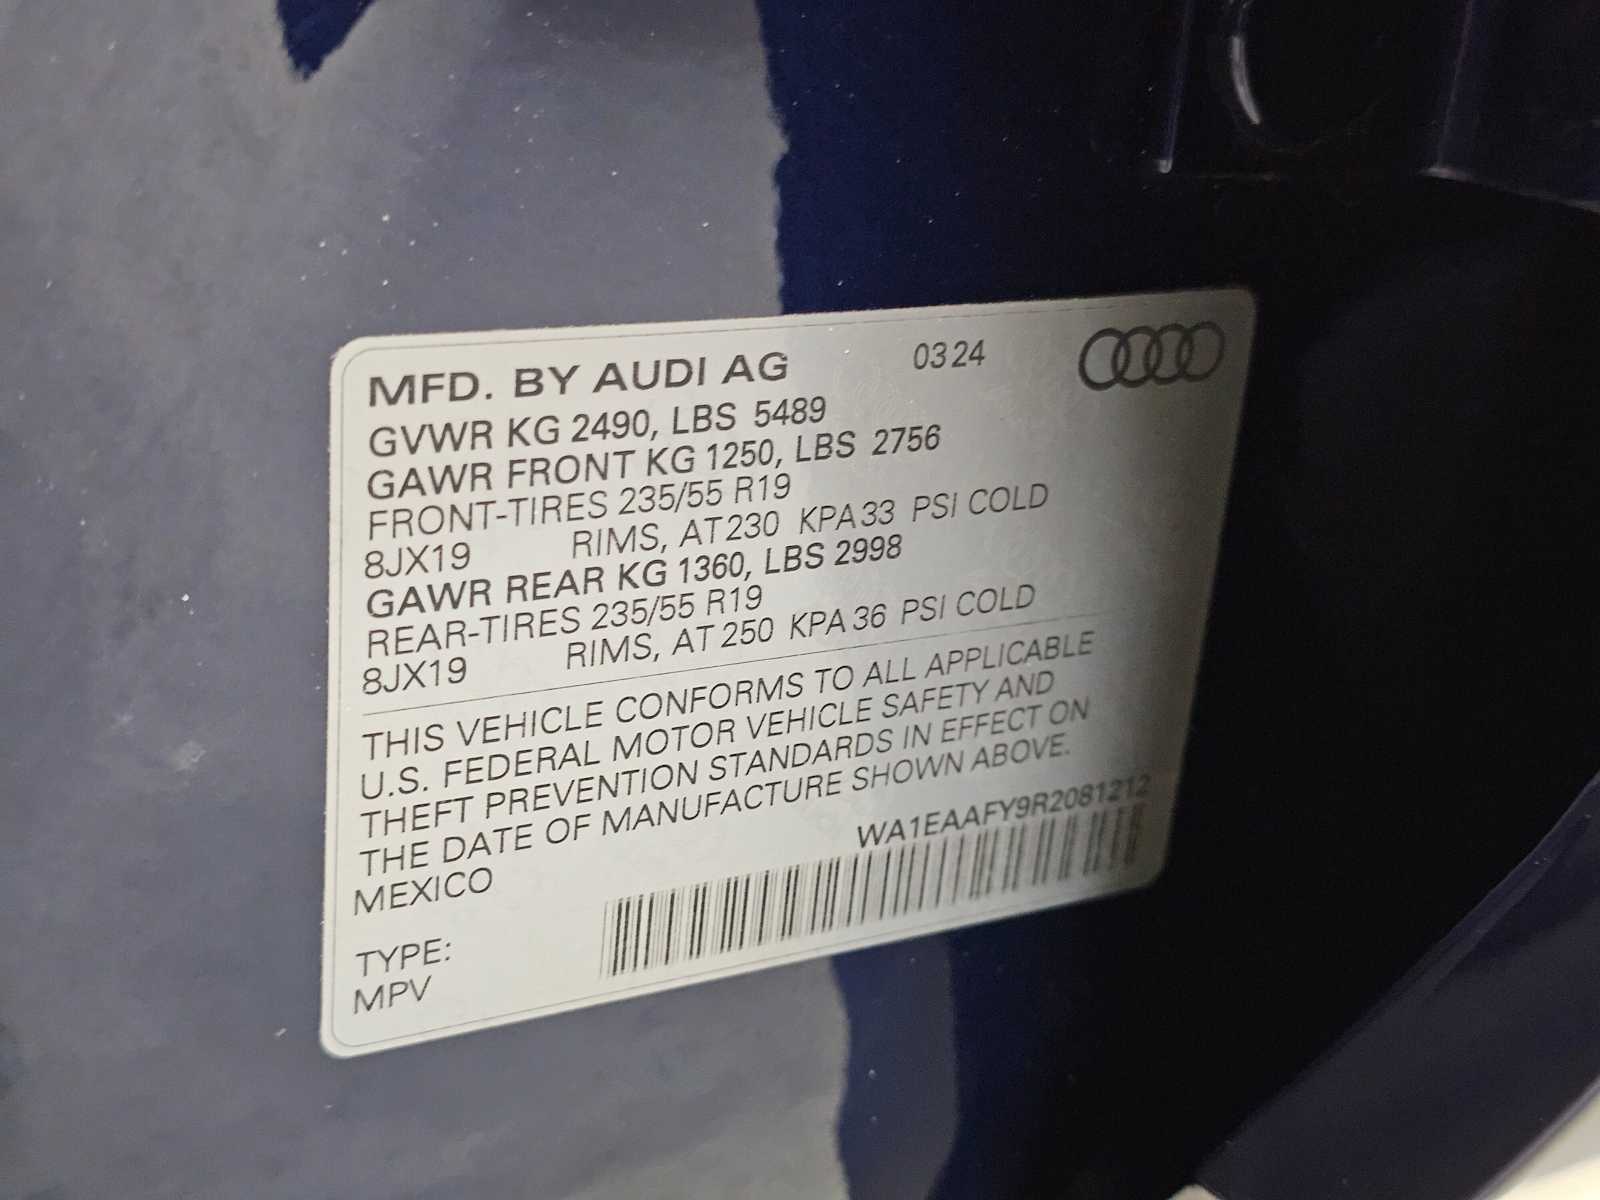 MFD. BY AUDI AG 0324
GVWR KG 2490, LBS 5489
GAWR FRONT KG 1250, LBS 2756
FRONT-TIRES 235/55 R19
8JX19 RIMS, AT 230 KPA 33 PSI COLD
GAWR REAR KG 1360, LBS 2998
REAR-TIRES 235/55 R19
8JX19 RIMS, AT 250 KPA 36 PSI COLD
THIS VEHICLE CONFORMS TO ALL APPLICABLE
U.S. FEDERAL MOTOR VEHICLE SAFETY AND
THEFT PREVENTION STANDARDS IN EFFECT ON
THE DATE OF MANUFACTURE SHOWN ABOVE.
MEXICO WA1EAAFY9R2081212
TYPE:
MPV